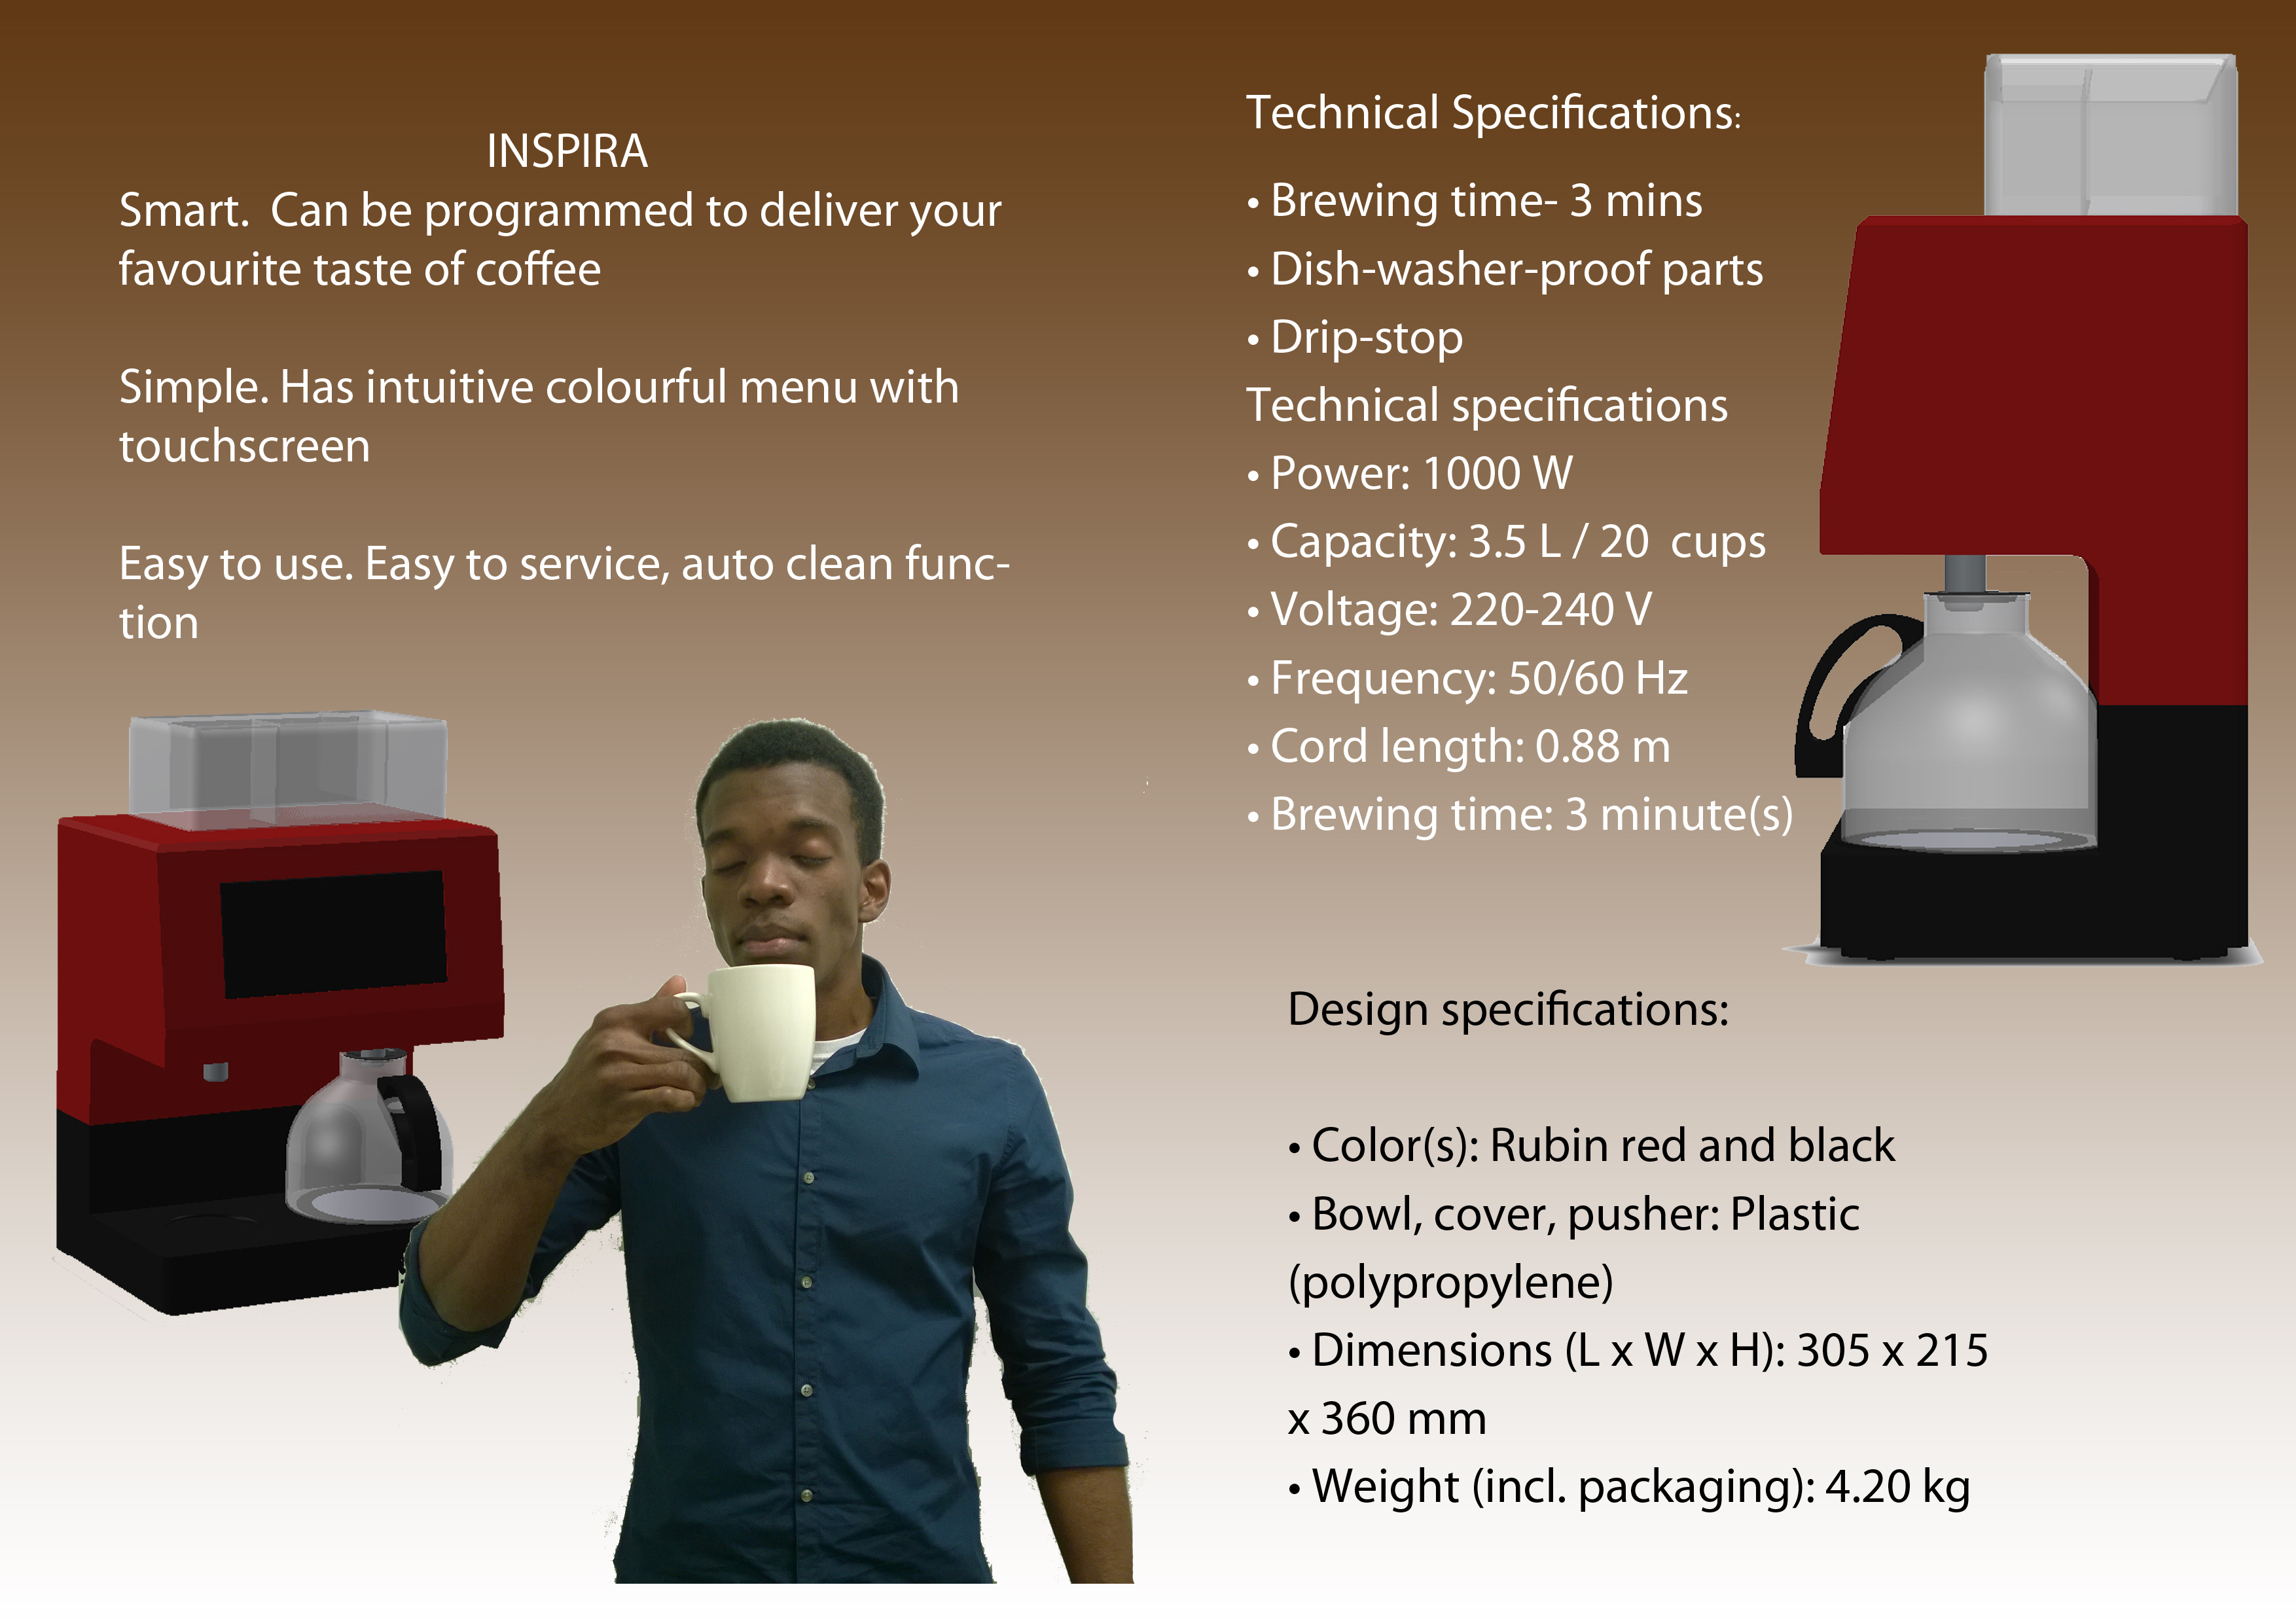 INSPIRA
Smart.  Can be programmed to deliver your
favourite taste of coffee
Simple. Has intuitive colourful menu with
touchscreen
Easy to use. Easy to service, auto clean func-
tion
Technical Specifications:
• Brewing time- 3 mins
• Dish-washer-proof parts
• Drip-stop
Technical specifications
• Power: 1000 W
• Capacity: 3.5 L / 20  cups
• Voltage: 220-240 V
• Frequency: 50/60 Hz
• Cord length: 0.88 m
• Brewing time: 3 minute(s)
Design specifications:
• Color(s): Rubin red and black
• Bowl, cover, pusher: Plastic
(polypropylene)
• Dimensions (L x W x H): 305 x 215
x 360 mm
• Weight (incl. packaging): 4.20 kg